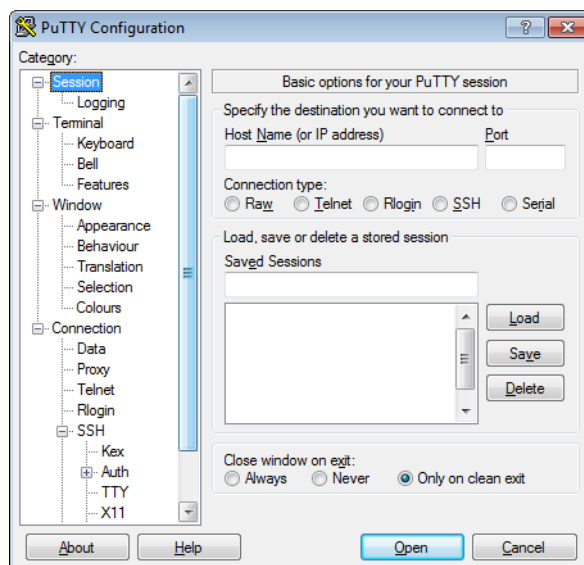 PuTTY Configuration
Category:
Session
Logging
Terminal
Keyboard
Bell
Features
Window
Appearance
Behaviour
Translation
Selection
Colours
Connection
Data
Proxy
Telnet
Rlogin
SSH
Kex
Auth
TTY
X11
Basic options for your PuTTY session
Specify the destination you want to connect to
Host Name (or IP address) Port
Connection type:
Raw Telnet Rlogin SSH Serial
Load, save or delete a stored session
Saved Sessions
Load
Save
Delete
Close window on exit:
Always Never Only on clean exit
About Help Open Cancel